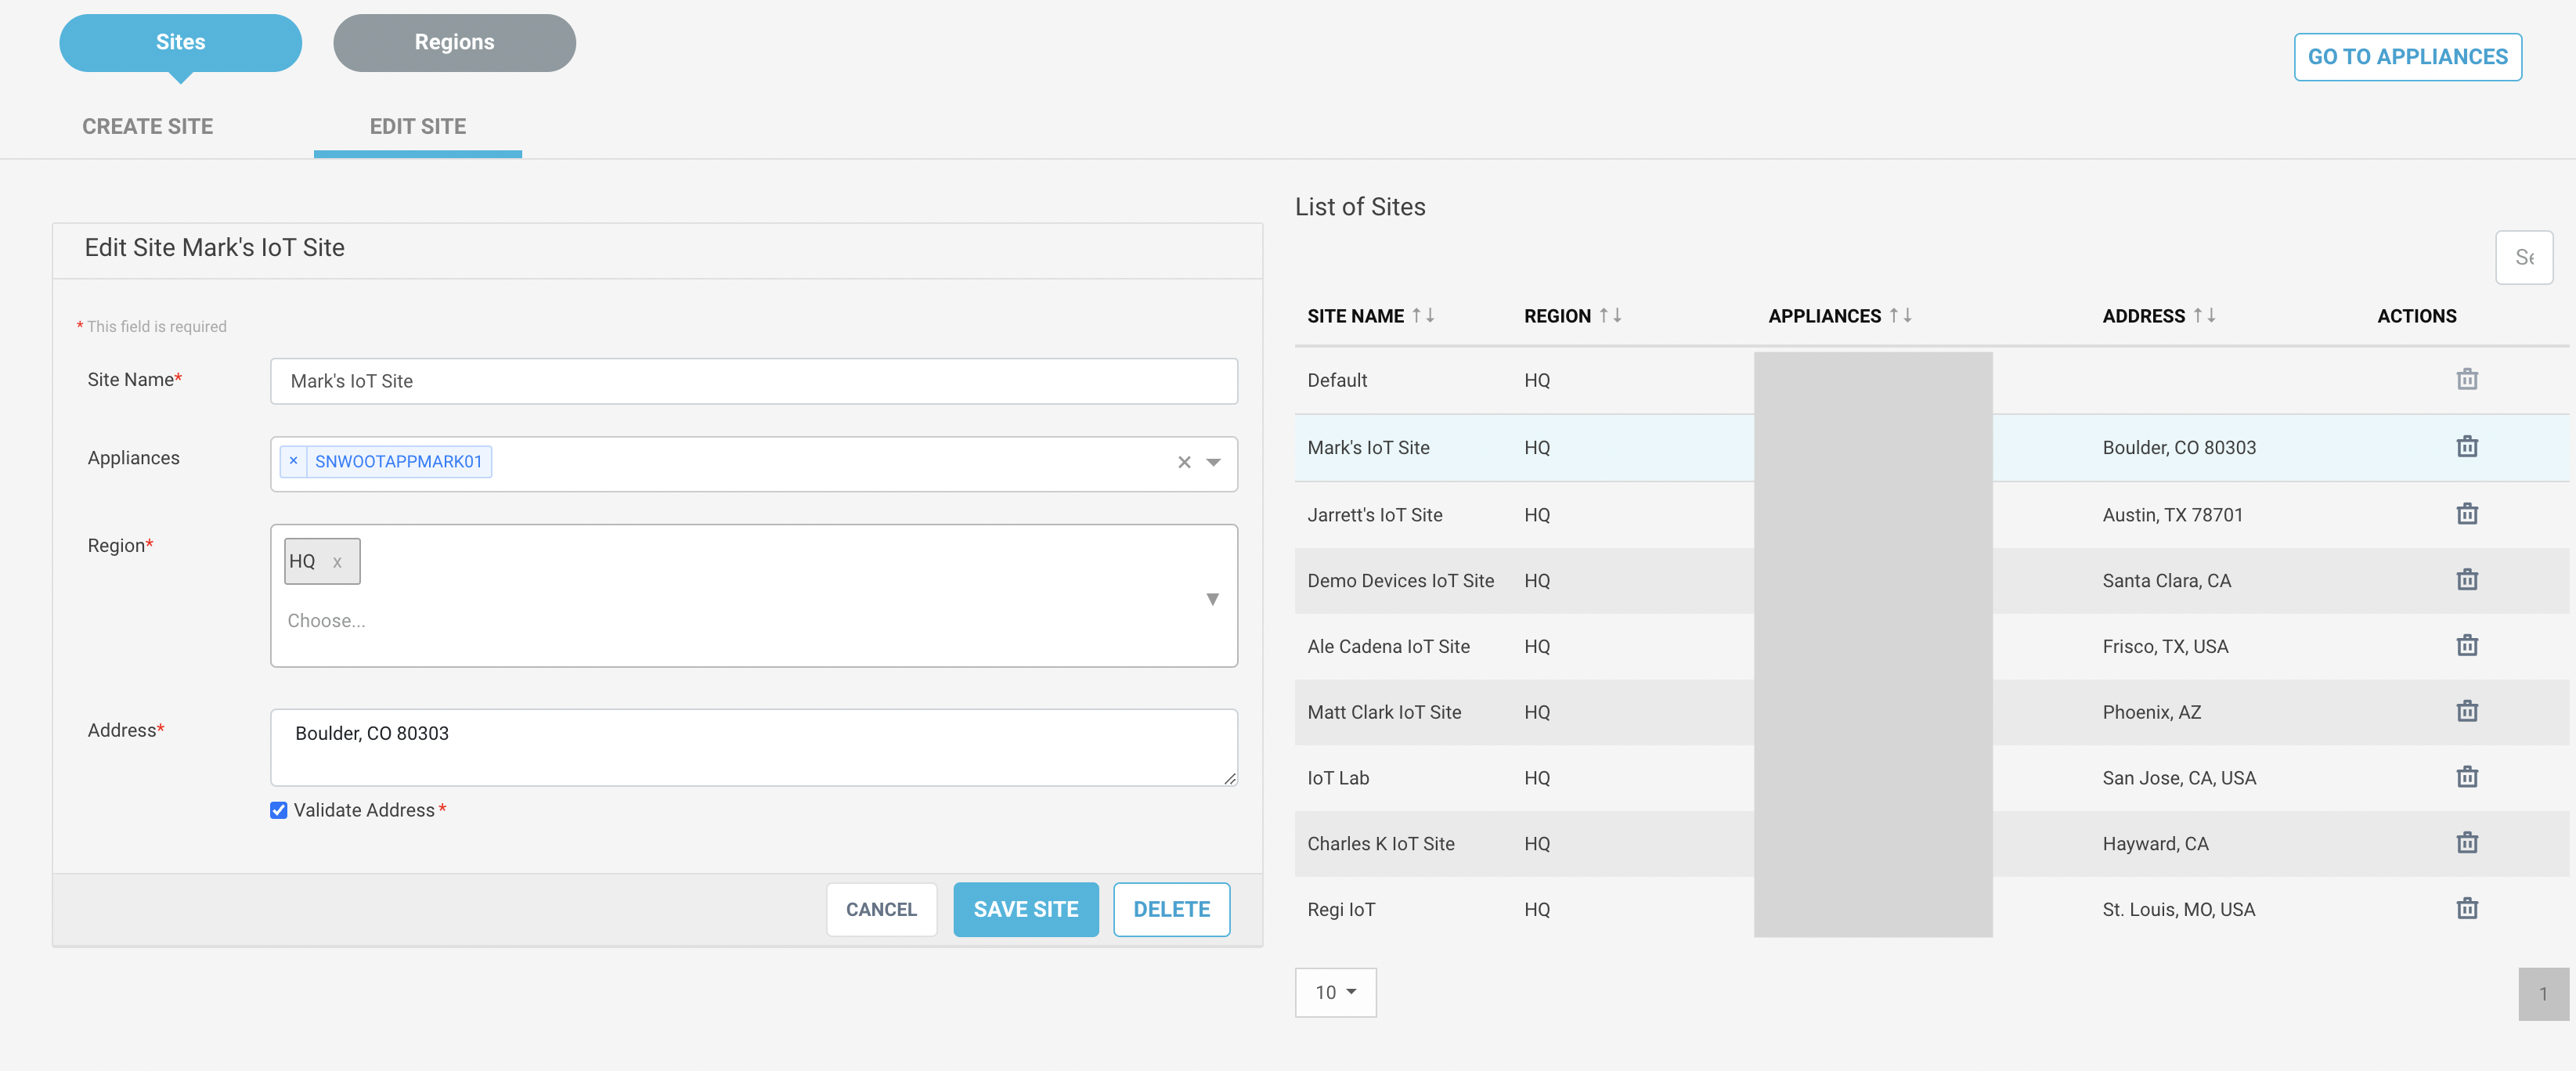 Sites
Regions
GO TO APPLIANCES
CREATE SITE
EDIT SITE
Edit Site Mark's IoT Site
* This field is required
Site Name*
Mark's IoT Site
Appliances
× SNWOOTAPPMARK01
Region*
HQ x
Choose...
Address*
Boulder, CO 80303
Validate Address *
CANCEL
SAVE SITE
DELETE
List of Sites
SITE NAME ↑↓ REGION ↑↓ APPLIANCES ↑↓ ADDRESS ↑↓ ACTIONS
Default HQ
Mark's IoT Site HQ Boulder, CO 80303
Jarrett's IoT Site HQ Austin, TX 78701
Demo Devices IoT Site HQ Santa Clara, CA
Ale Cadena IoT Site HQ Frisco, TX, USA
Matt Clark IoT Site HQ Phoenix, AZ
IoT Lab HQ San Jose, CA, USA
Charles K IoT Site HQ Hayward, CA
Regi IoT HQ St. Louis, MO, USA
10
1